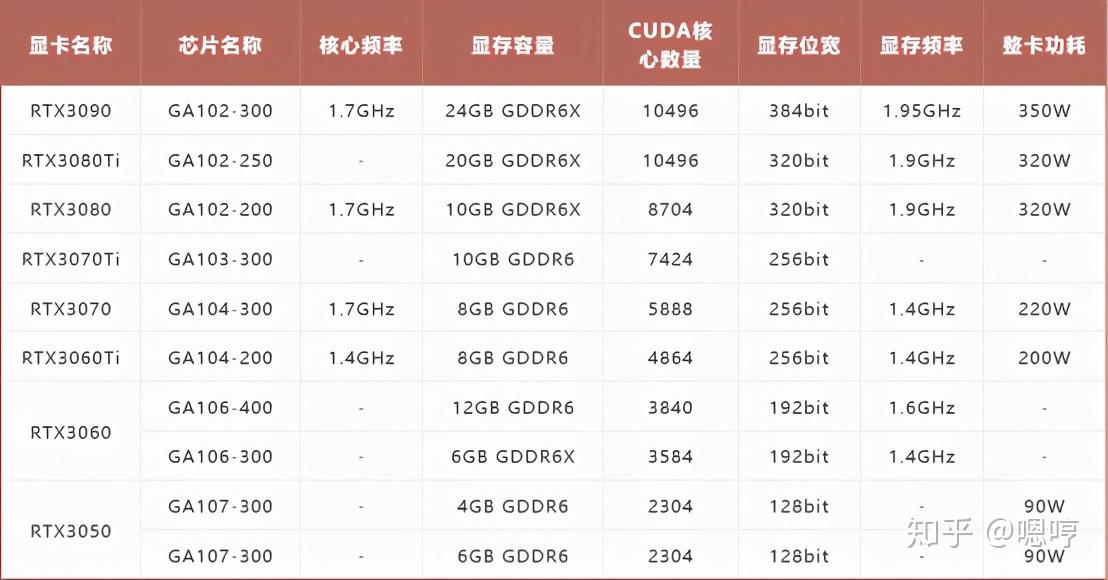 显卡名称 芯片名称 核心频率 显存容量 CUDA核心数量 显存位宽 显存频率 整卡功耗
RTX3090 GA102-300 1.7GHz 24GB GDDR6X 10496 384bit 1.95GHz 350W
RTX3080Ti GA102-250 - 20GB GDDR6X 10496 320bit 1.9GHz 320W
RTX3080 GA102-200 1.7GHz 10GB GDDR6X 8704 320bit 1.9GHz 320W
RTX3070Ti GA103-300 - 10GB GDDR6 7424 256bit - -
RTX3070 GA104-300 1.7GHz 8GB GDDR6 5888 256bit 1.4GHz 220W
RTX3060Ti GA104-200 1.4GHz 8GB GDDR6 4864 256bit 1.4GHz 200W
RTX3060 GA106-400 - 12GB GDDR6 3840 192bit 1.6GHz -
GA106-300 - 6GB GDDR6X 3584 192bit 1.4GHz -
RTX3050 GA107-300 - 4GB GDDR6 2304 128bit - 90W
GA107-300 - 6GB GDDR6 2304 128bit - 90W
知乎 @嗯哼